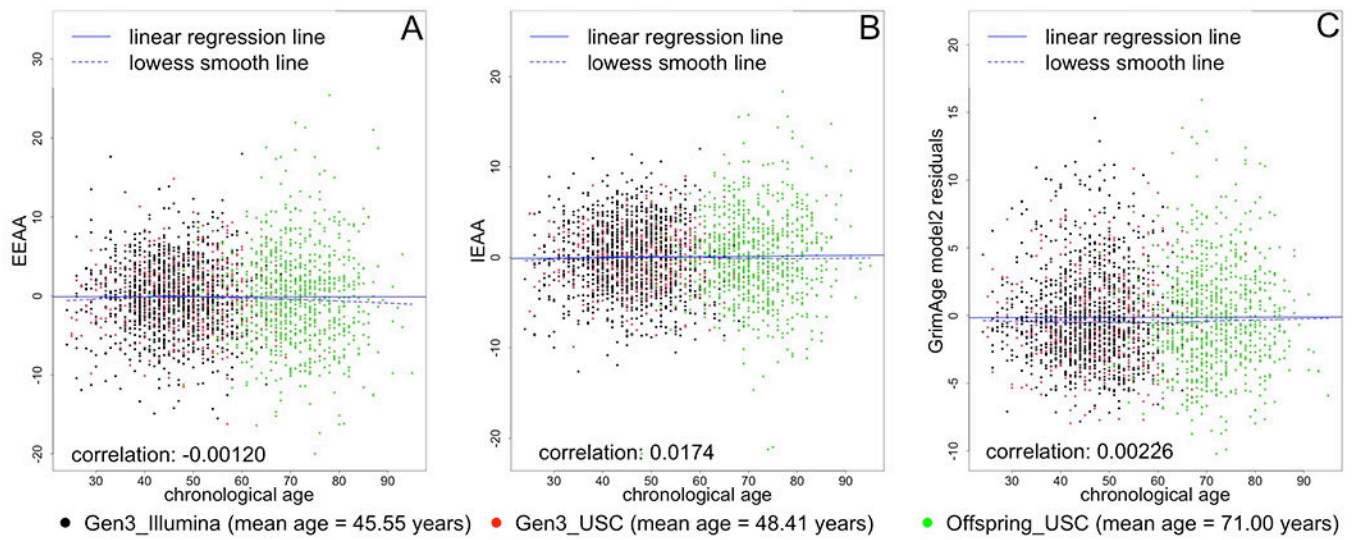 A
linear regression line
lowess smooth line
EEAA
30
20
10
0
-10
-20
correlation: -0.00120
30 40 50 60 70 80 90
chronological age
B
linear regression line
lowess smooth line
IEAA
20
10
0
-10
-20
correlation: 0.0174
30 40 50 60 70 80 90
chronological age
C
linear regression line
lowess smooth line
GrimAge model2 residuals
20
15
10
5
0
-5
-10
correlation: 0.00226
30 40 50 60 70 80 90
chronological age
Gen3_Illumina (mean age = 45.55 years) Gen3_USC (mean age = 48.41 years) Offspring_USC (mean age = 71.00 years)